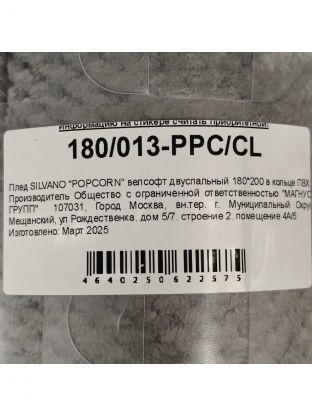 информацию на стикере считать приоритетной.
180/013-PPC/CL
Плед SILVANO "POPCORN" велсофт двуспальный 180*200 в кольце ПВХ.
Производитель Общество с ограниченной ответственностью "МАГНУС
ГРУПП" 107031, Город Москва, вн.тер. г. Муниципальный Округ
Мещанский, ул Рождественка, дом 5/7, строение 2, помещение 4А/5
Изготовлено: Март 2025
4640250622575